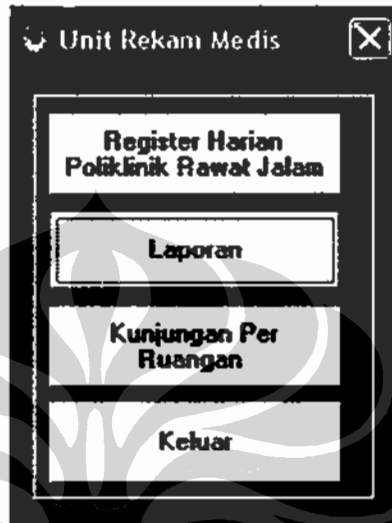 Unit Rekam Medis
Register Harian
Poliklinik Rawat Jalam
Laporan
Kunjungan Per
Ruangan
Keluar